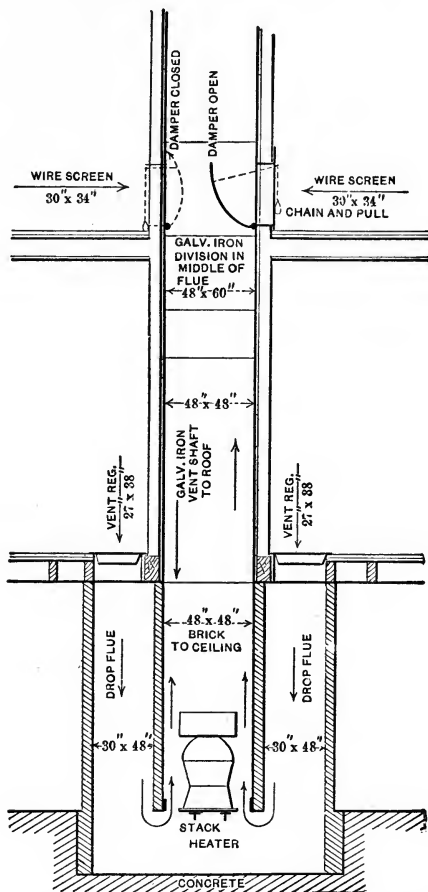 DAMPER CLOSED
DAMPER OPEN
WIRE SCREEN
30" x 34"
WIRE SCREEN
30" x 34"
CHAIN AND PULL
GALV. IRON
DIVISION IN
MIDDLE OF
FLUE
48" x 60"
48" x 48"
GALV. IRON
VENT SHAFT
TO ROOF
VENT REG.
27" x 38"
VENT REG.
27" x 38"
48" x 48"
BRICK
TO CEILING
DROP FLUE
DROP FLUE
30" x 48"
30" x 48"
STACK
HEATER
CONCRETE